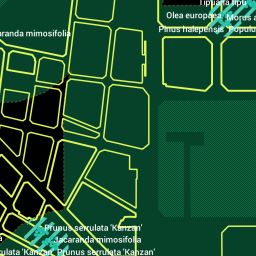 Tipuana tipu
Olea europaea
Morus a
Pinus halepensis
'Populu
caranda mimosifolia
Prunus serrulata 'Kanzan'
Jacaranda mimosifolia
a
rulata 'Kanzan'
Prunus serrulata 'Kanzan'